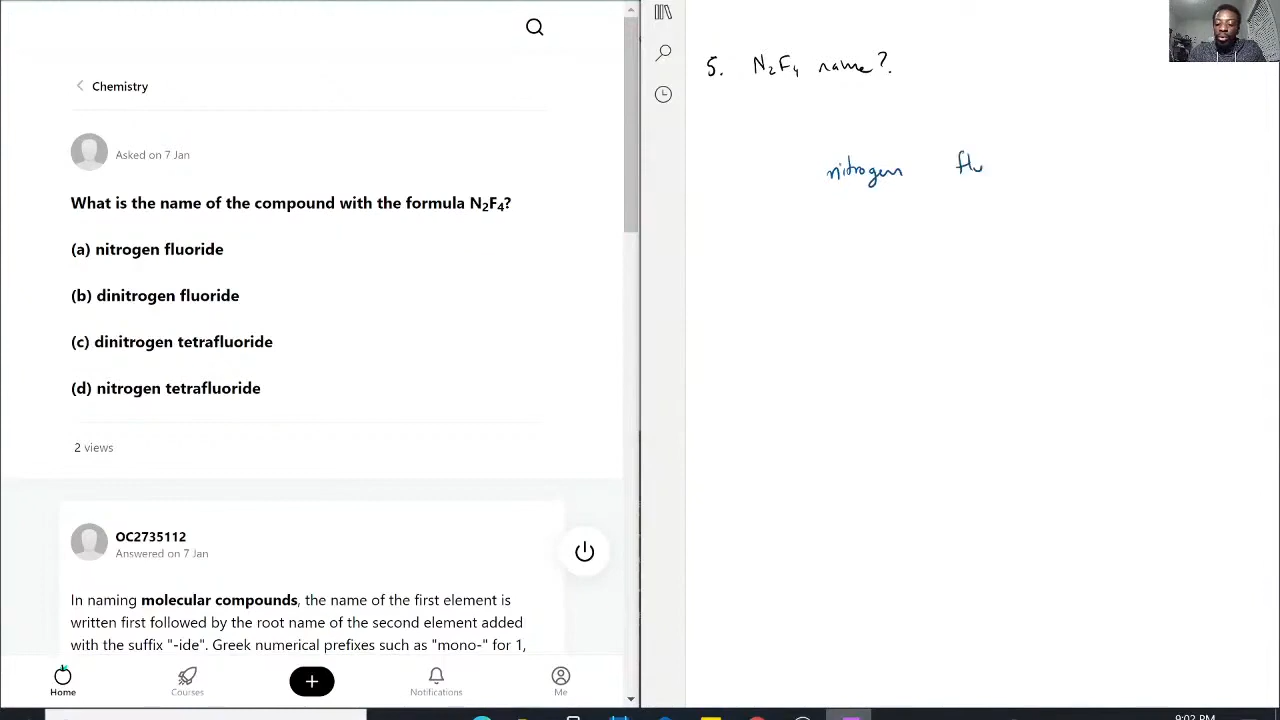 Chemistry
Asked on 7 Jan
What is the name of the compound with the formula N₂F₄?
(a) nitrogen fluoride
(b) dinitrogen fluoride
(c) dinitrogen tetrafluoride
(d) nitrogen tetrafluoride
2 views
OC2735112
Answered on 7 Jan
In naming molecular compounds, the name of the first element is
written first followed by the root name of the second element added
with the suffix "-ide". Greek numerical prefixes such as "mono-" for 1,
Home
Courses
Notifications
Me
5. N₂F₄ name?.
nitrogen flu
9:02 PM